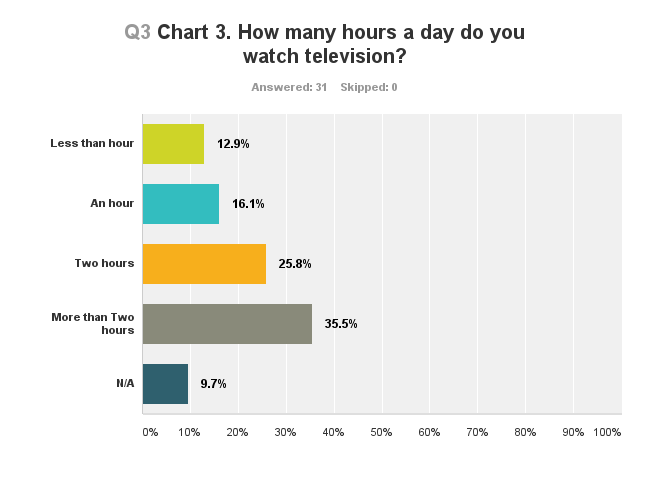 Q3 Chart 3. How many hours a day do you
watch television?
Answered: 31 Skipped: 0
Less than hour 12.9%
An hour 16.1%
Two hours 25.8%
More than Two
hours 35.5%
N/A 9.7%
0% 10% 20% 30% 40% 50% 60% 70% 80% 90% 100%